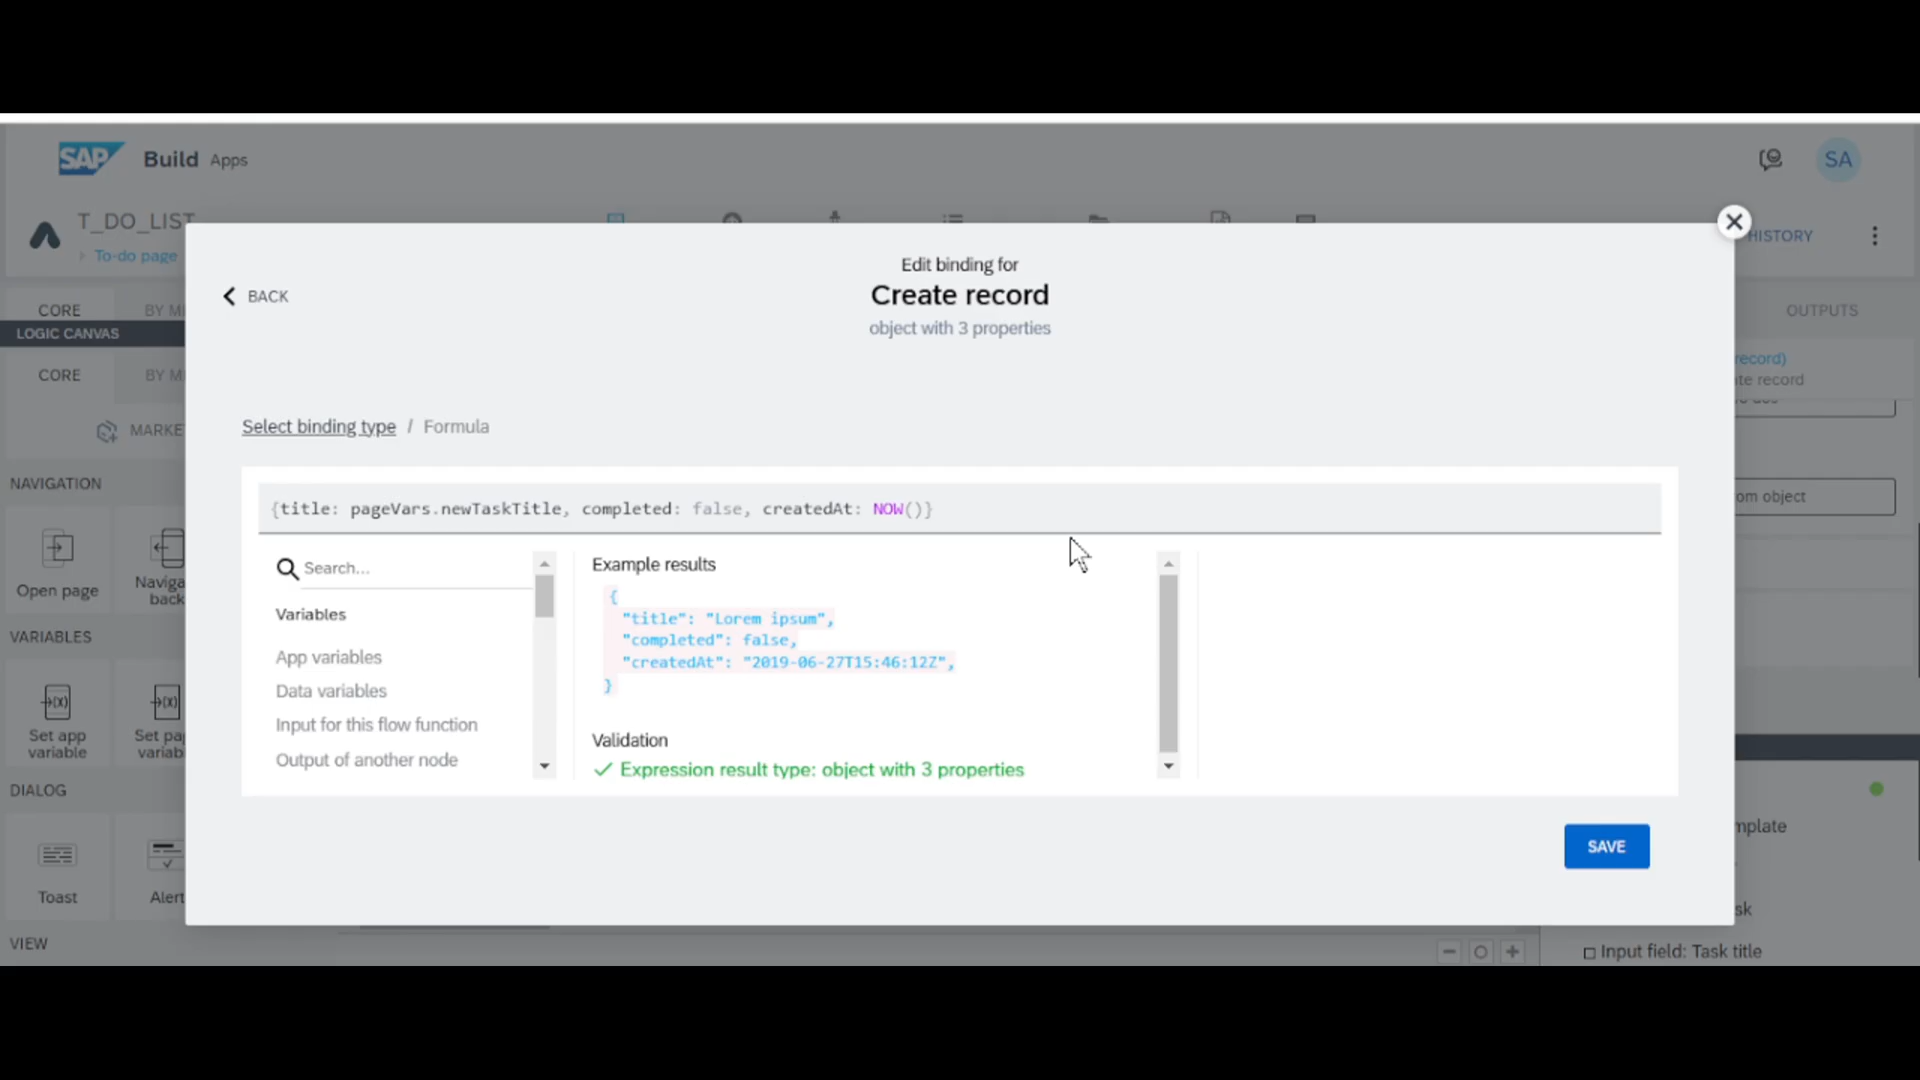 SAP Build Apps
SA
T_DO_LIST
To-do page
HISTORY
CORE
BY M
OUTPUTS
LOGIC CANVAS
CORE
BY M
MARKE
NAVIGATION
Open page
Naviga
back
VARIABLES
Set app
variable
Set pag
variab
DIALOG
Toast
Alert
VIEW
BACK
Edit binding for
Create record
object with 3 properties
Select binding type / Formula
{title: pageVars.newTaskTitle, completed: false, createdAt: NOW()}
Search...
Variables
App variables
Data variables
Input for this flow function
Output of another node
Example results
{
"title": "Lorem ipsum",
"completed": false,
"createdAt": "2019-06-27T15:46:12Z",
}
Validation
Expression result type: object with 3 properties
SAVE
record)
te record
om object
mplate
sk
Input field: Task title